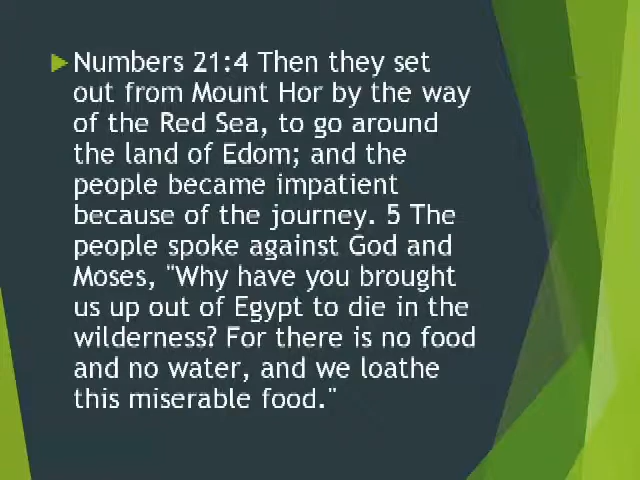 Numbers 21:4 Then they set
out from Mount Hor by the way
of the Red Sea, to go around
the land of Edom; and the
people became impatient
because of the journey. 5 The
people spoke against God and
Moses, "Why have you brought
us up out of Egypt to die in the
wilderness? For there is no food
and no water, and we loathe
this miserable food."